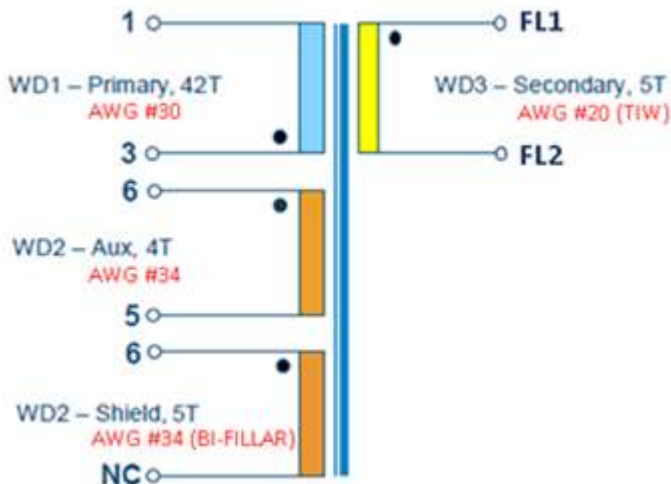 1
FL1
WD1 – Primary, 42T
AWG #30
WD3 – Secondary, 5T
AWG #20 (TIW)
3
FL2
6
WD2 – Aux, 4T
AWG #34
5
6
WD2 – Shield, 5T
AWG #34 (BI-FILLAR)
NC